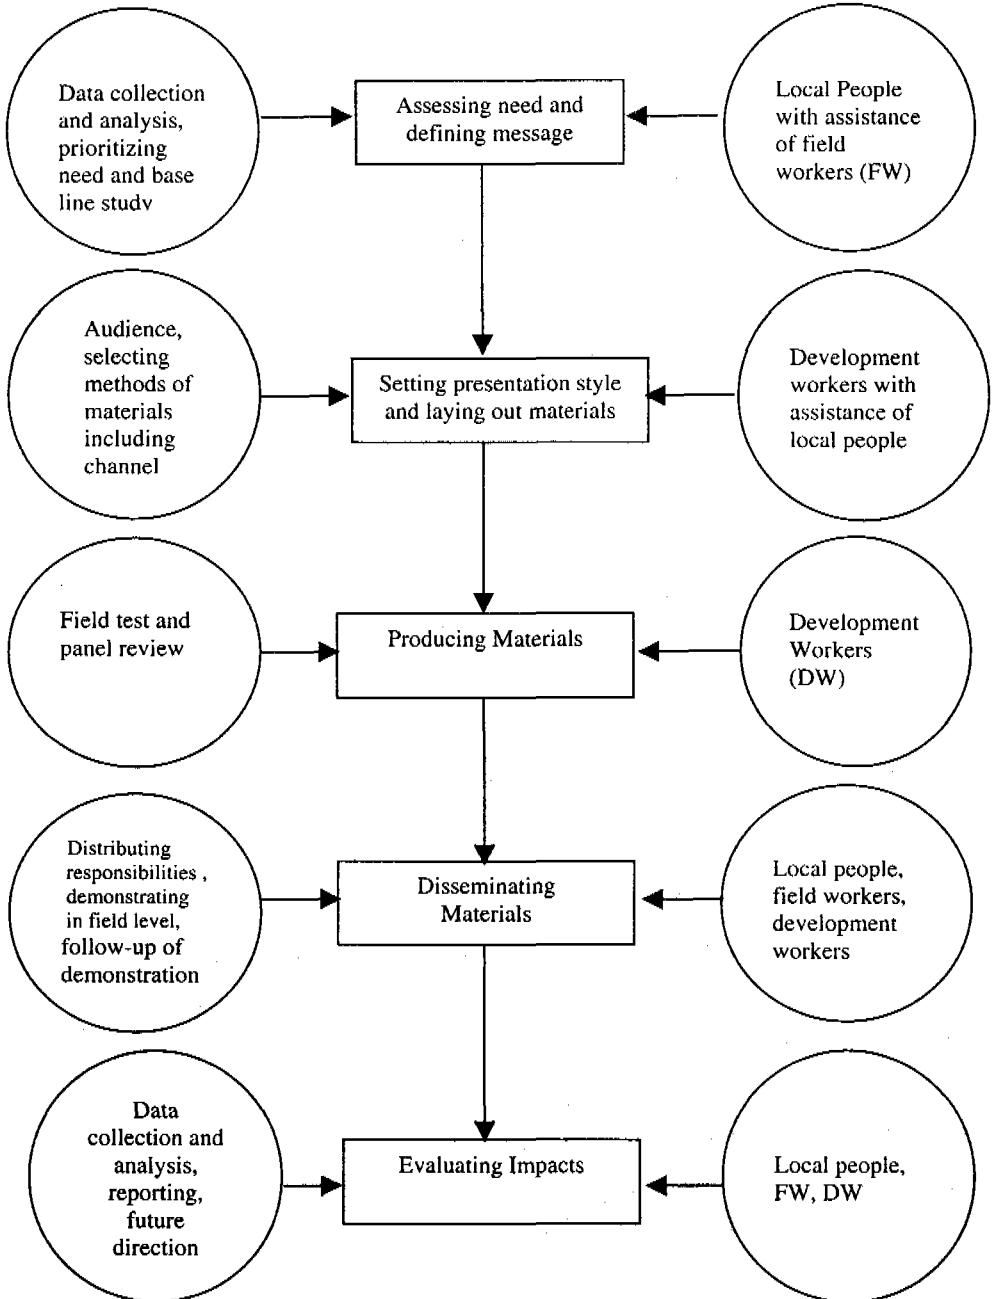 Data collection
and analysis,
prioritizing
need and base
line study
Assessing need and
defining message
Local People
with assistance
of field
workers (FW)
Audience,
selecting
methods of
materials
including
channel
Setting presentation style
and laying out materials
Development
workers with
assistance of
local people
Field test and
panel review
Producing Materials
Development
Workers
(DW)
Distributing
responsibilities ,
demonstrating
in field level,
follow-up of
demonstration
Disseminating
Materials
Local people,
field workers,
development
workers
Data
collection and
analysis,
reporting,
future
direction
Evaluating Impacts
Local people,
FW, DW